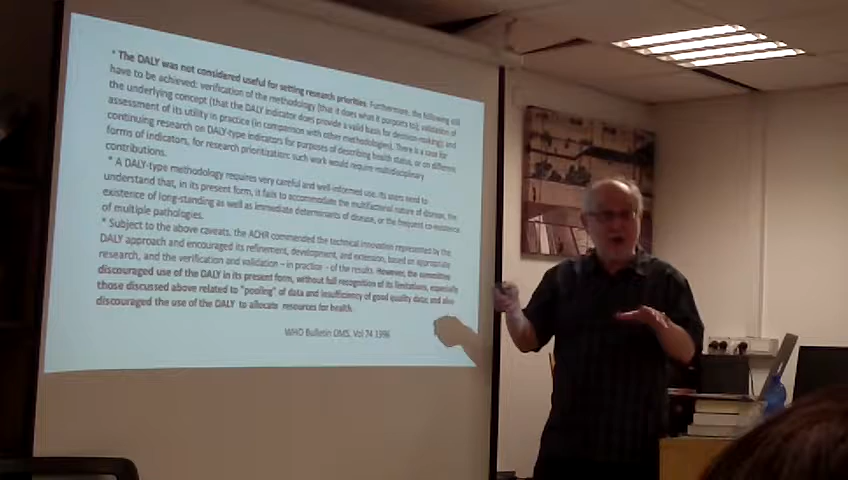 * The DALY was not considered useful for setting research priorities. Furthermore, the following still
have to be achieved: verification of the methodology (that it does what it purports to); validation of
the underlying concept (that the DALY indicator does provide a valid basis for decision-making); and
assessment of its utility in practice (in comparison with other methodologies). There is a case for
continuing research on DALY-type indicators for purposes of describing health status, or on different
forms of indicators, for research prioritization; such work would require multidisciplinary
contributions.
* A DALY-type methodology requires very careful and well-informed use. Its users need to
understand that, in its present form, it fails to accommodate the multifactorial nature of disease, the
existence of long-standing as well as immediate determinants of disease, or the frequent co-existence
of multiple pathologies.
* Subject to the above caveats, the ACHR commended the technical innovation represented by the
DALY approach and encouraged its refinement, development, and extension, based on appropriate
research, and the verification and validation – in practice – of the results. However, the committee
discouraged use of the DALY in its present form, without full recognition of its limitations, especially
those discussed above related to "pooling" of data and insufficiency of good quality data; and also
discouraged the use of the DALY to allocate resources for health.
WHO Bulletin OMS, Vol 74 1996